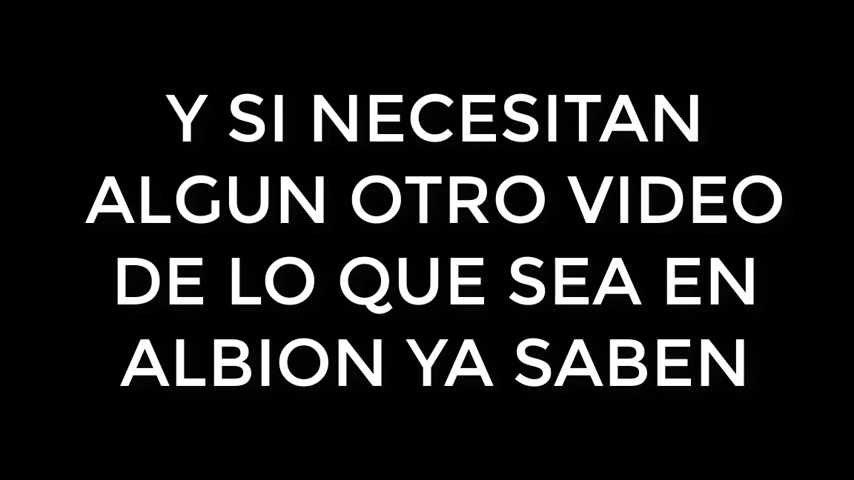 Y SI NECESITAN
ALGUN OTRO VIDEO
DE LO QUE SEA EN
ALBION YA SABEN